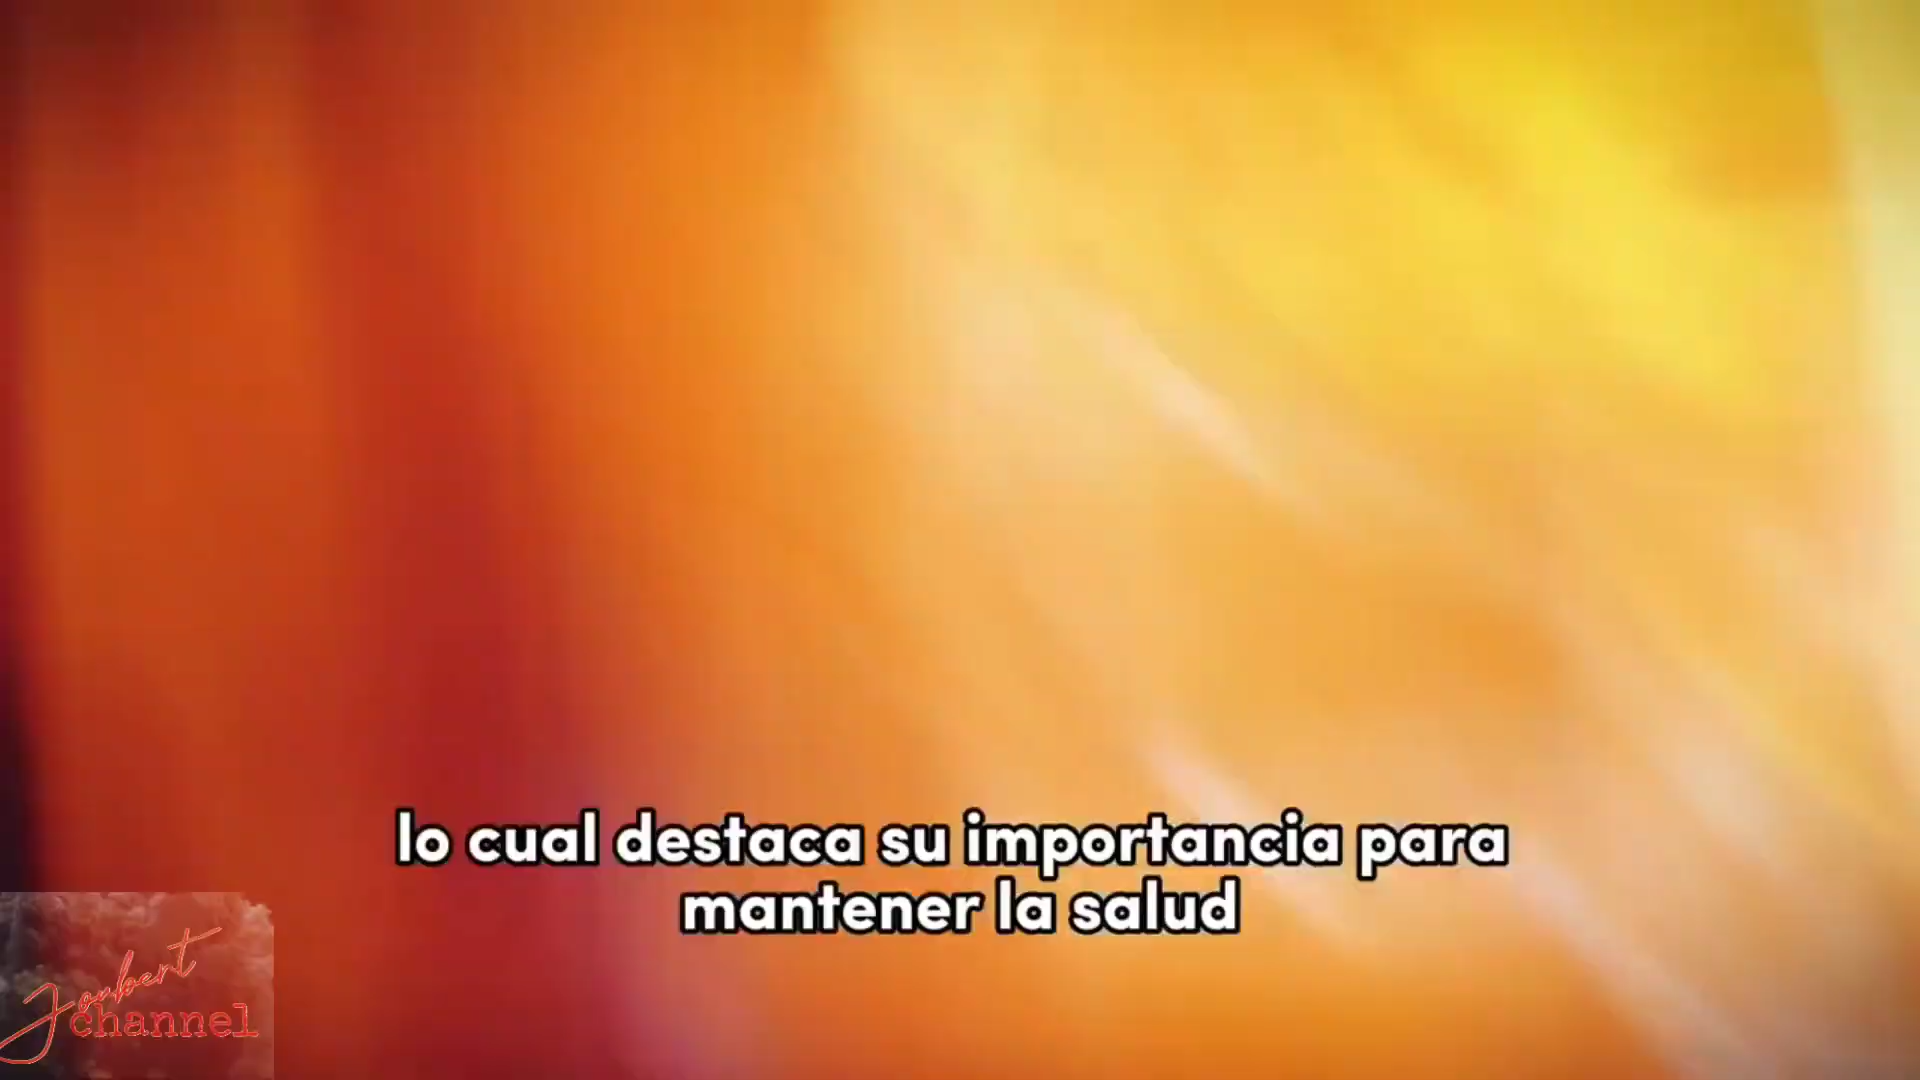 lo cual destaca su importancia para
mantener la salud
Joubert
channel